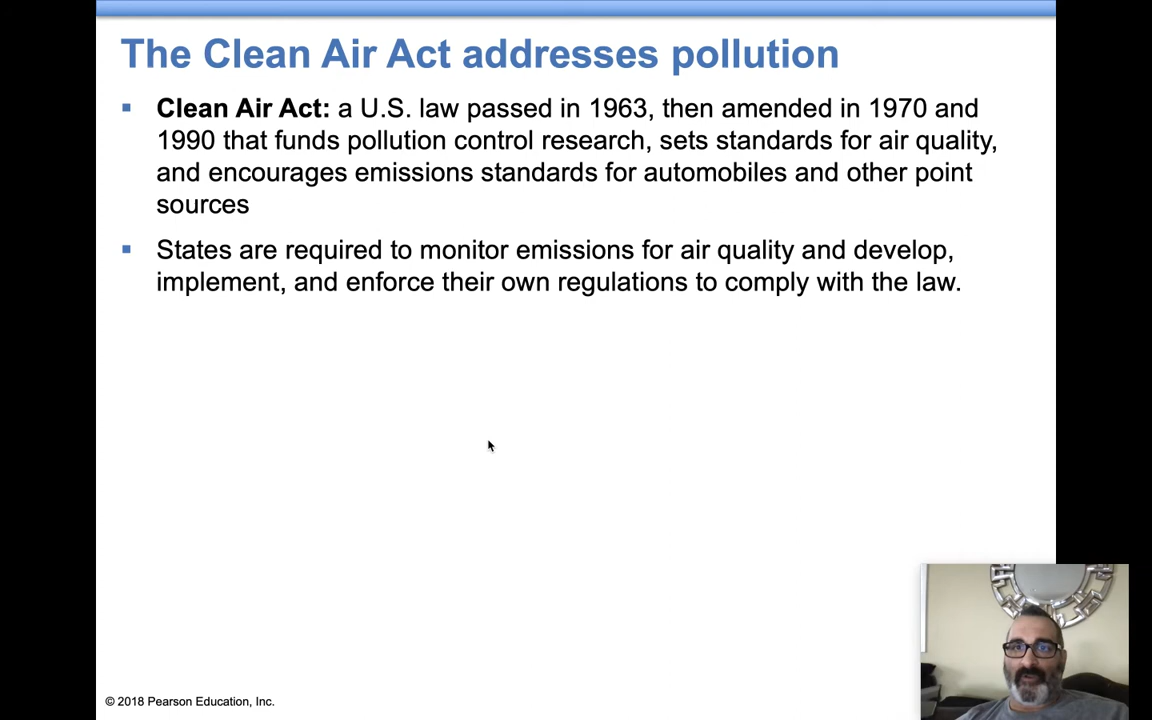 The Clean Air Act addresses pollution
▪ Clean Air Act: a U.S. law passed in 1963, then amended in 1970 and
1990 that funds pollution control research, sets standards for air quality,
and encourages emissions standards for automobiles and other point
sources
▪ States are required to monitor emissions for air quality and develop,
implement, and enforce their own regulations to comply with the law.
© 2018 Pearson Education, Inc.